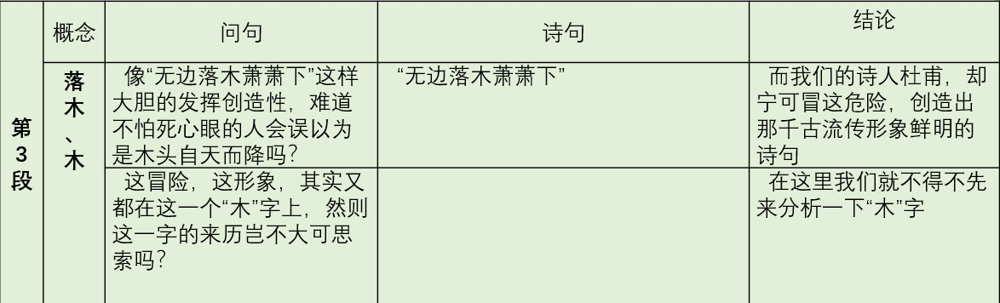 概念
问句
诗句
结论
第
3
段
落
木
、
木
像“无边落木萧萧下”这样
大胆的发挥创造性，难道
不怕死心眼的人会误以为
是木头自天而降吗？
“无边落木萧萧下”
而我们的诗人杜甫，却
宁可冒这危险，创造出
那千古流传形象鲜明的
诗句
这冒险，这形象，其实又
都在这一个“木”字上，然则
这一字的来历岂不大可思
索吗？
在这里我们就不得不先
来分析一下“木”字